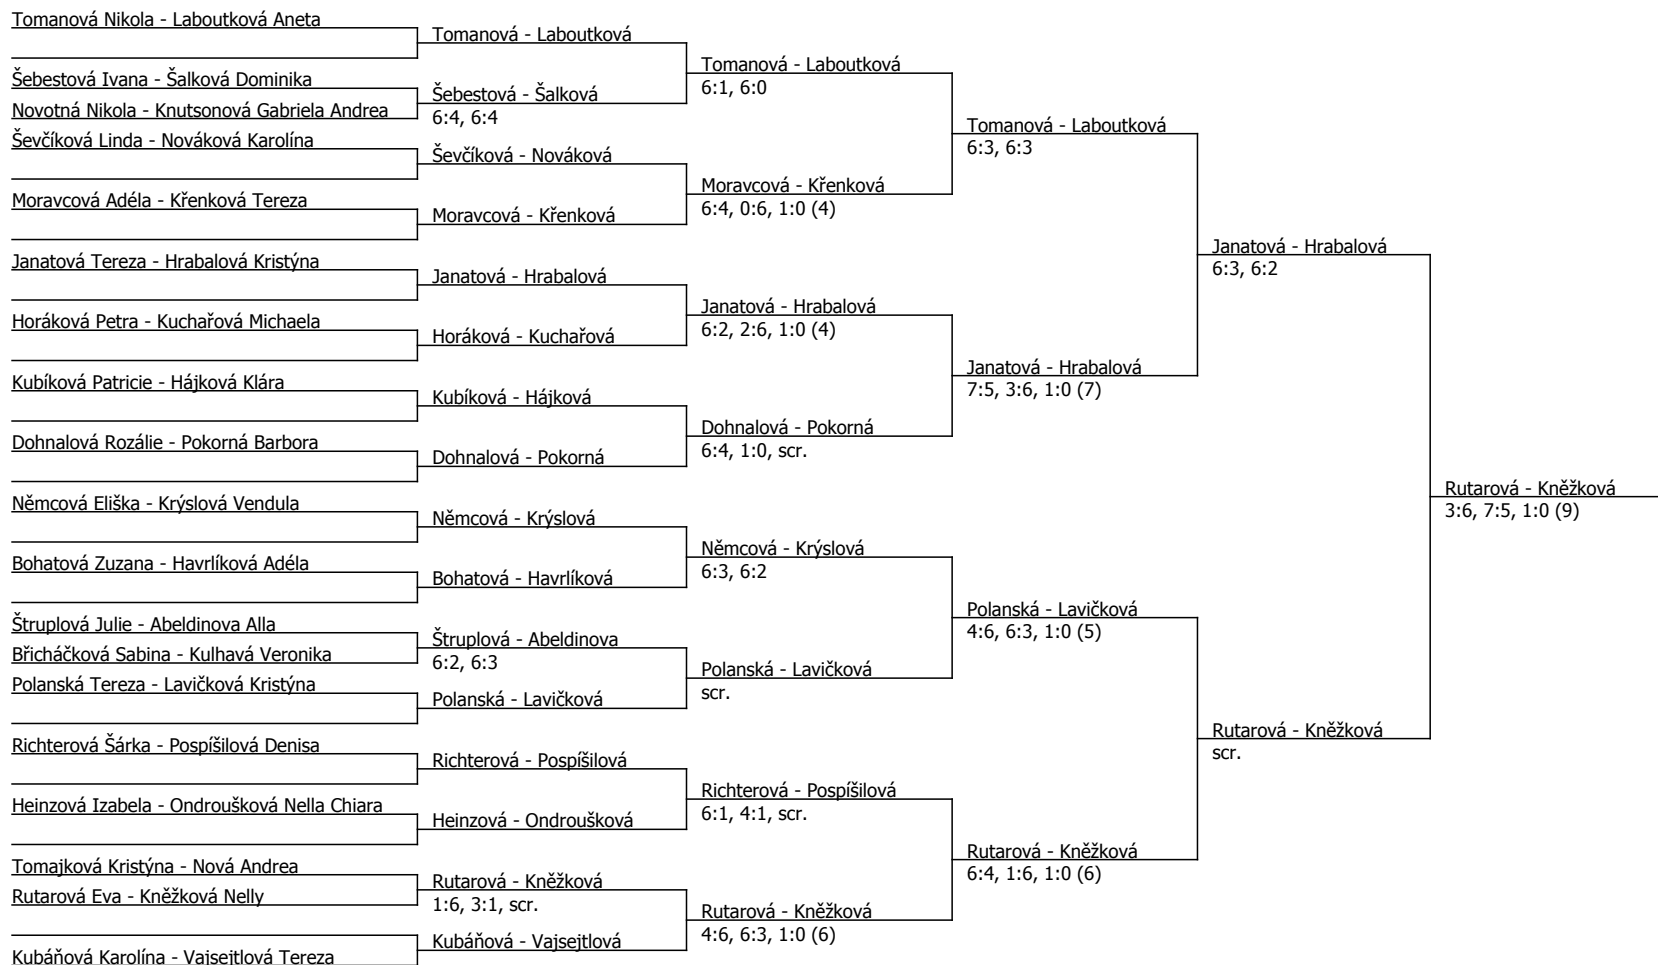 Tomanová Nikola - Laboutková Aneta
Šebestová Ivana - Šalková Dominika
Novotná Nikola - Knutsonová Gabriela Andrea
Ševčíková Linda - Nováková Karolína
Moravcová Adéla - Křenková Tereza
Janatová Tereza - Hrabalová Kristýna
Horáková Petra - Kuchařová Michaela
Kubíková Patricie - Hájková Klára
Dohnalová Rozálie - Pokorná Barbora
Němcová Eliška - Krýslová Vendula
Bohatová Zuzana - Havrlíková Adéla
Štruplová Julie - Abeldinova Alla
Břicháčková Sabina - Kulhavá Veronika
Polanská Tereza - Lavičková Kristýna
Richterová Šárka - Pospíšilová Denisa
Heinzová Izabela - Ondroušková Nella Chiara
Tomajková Kristýna - Nová Andrea
Rutarová Eva - Kněžková Nelly
Kubáňová Karolína - Vajsejtlová Tereza
Tomanová - Laboutková
Šebestová - Šalková
6:4, 6:4
Ševčíková - Nováková
Moravcová - Křenková
Janatová - Hrabalová
Horáková - Kuchařová
Kubíková - Hájková
Dohnalová - Pokorná
Němcová - Krýslová
Bohatová - Havrlíková
Štruplová - Abeldinova
6:2, 6:3
Polanská - Lavičková
Richterová - Pospíšilová
Heinzová - Ondroušková
Rutarová - Kněžková
1:6, 3:1, scr.
Kubáňová - Vajsejtlová
Tomanová - Laboutková
6:1, 6:0
Moravcová - Křenková
6:4, 0:6, 1:0 (4)
Janatová - Hrabalová
6:2, 2:6, 1:0 (4)
Dohnalová - Pokorná
6:4, 1:0, scr.
Němcová - Krýslová
6:3, 6:2
Polanská - Lavičková
scr.
Richterová - Pospíšilová
6:1, 4:1, scr.
Rutarová - Kněžková
4:6, 6:3, 1:0 (6)
Tomanová - Laboutková
6:3, 6:3
Janatová - Hrabalová
7:5, 3:6, 1:0 (7)
Polanská - Lavičková
4:6, 6:3, 1:0 (5)
Rutarová - Kněžková
6:4, 1:6, 1:0 (6)
Janatová - Hrabalová
6:3, 6:2
Rutarová - Kněžková
scr.
Rutarová - Kněžková
3:6, 7:5, 1:0 (9)